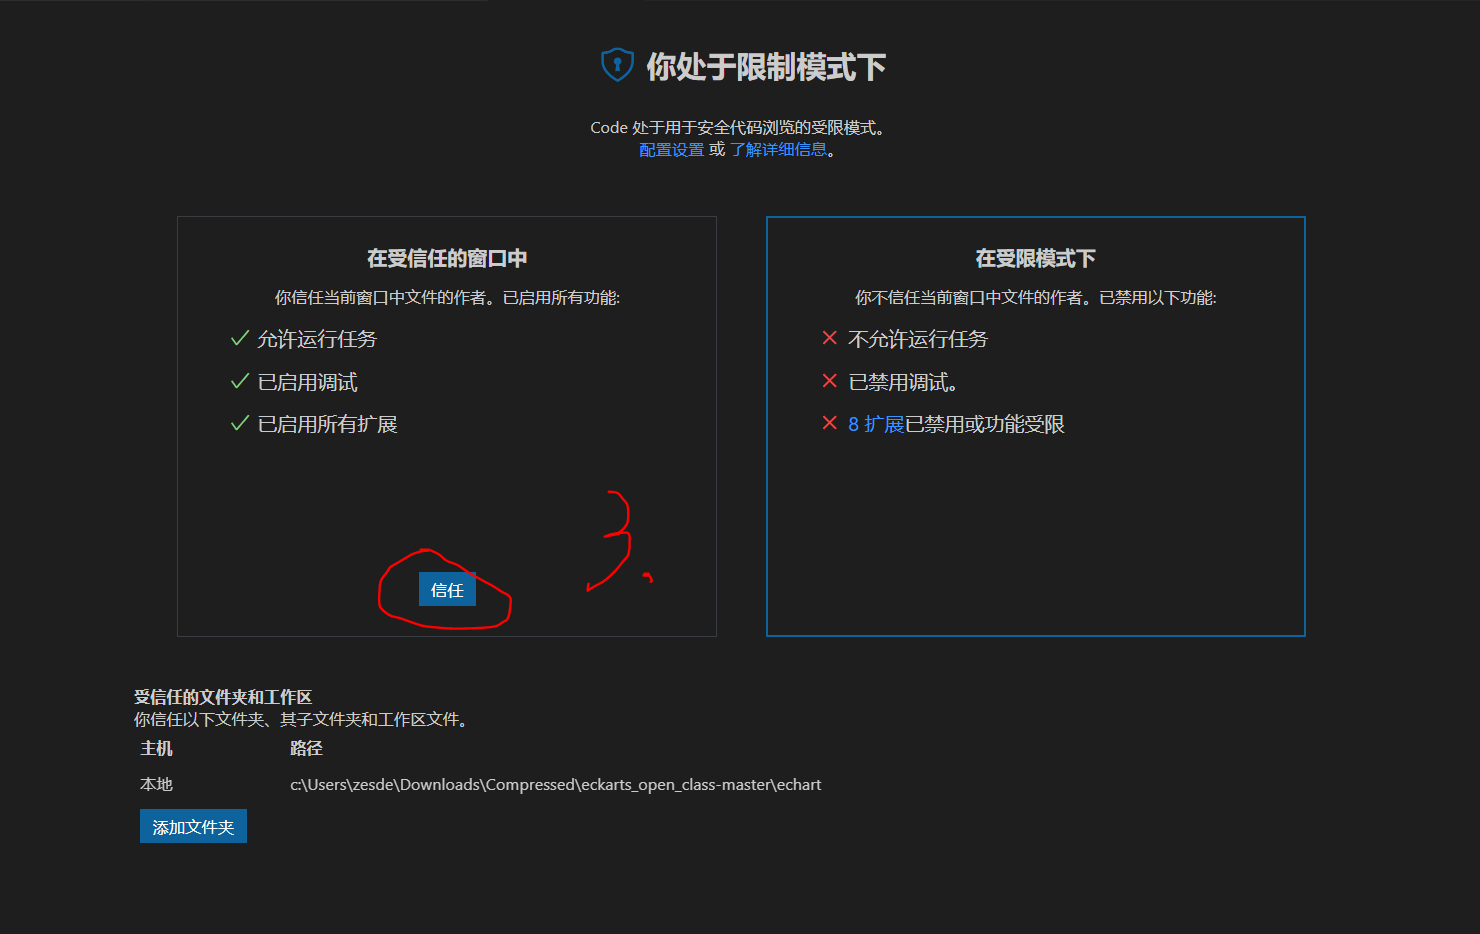 你处于限制模式下
Code 处于用于安全代码浏览的受限模式。
配置设置 或 了解详细信息。
在受信任的窗口中
你信任当前窗口中文件的作者。已启用所有功能:
允许运行任务
已启用调试
已启用所有扩展
3.
信任
在受限模式下
你不信任当前窗口中文件的作者。已禁用以下功能:
不允许运行任务
已禁用调试。
8 扩展已禁用或功能受限
受信任的文件夹和工作区
你信任以下文件夹、其子文件夹和工作区文件。
主机 路径
本地 c:\Users\zesde\Downloads\Compressed\eckarts_open_class-master\echart
添加文件夹